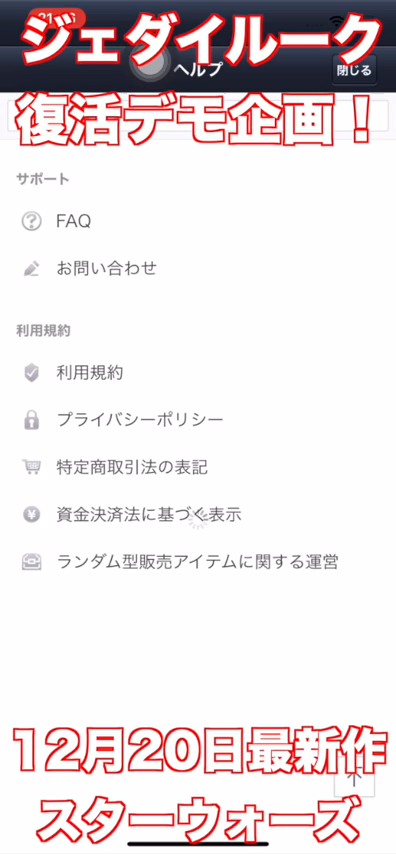 ジェダイルーク
ヘルプ
閉じる
復活デモ企画！
サポート
FAQ
お問い合わせ
利用規約
利用規約
プライバシーポリシー
特定商取引法の表記
資金決済法に基づく表示
ランダム型販売アイテムに関する運営
12月20日最新作
スターウォーズ